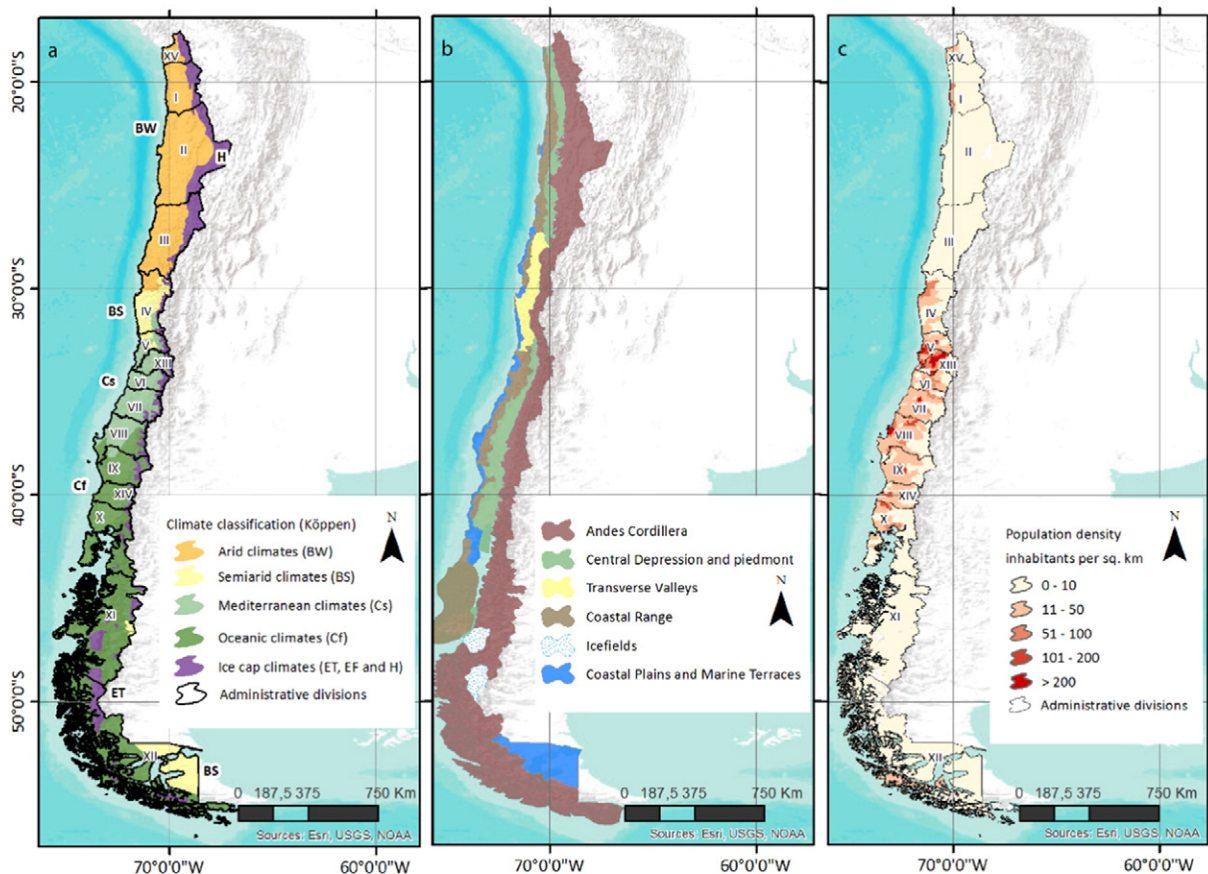 a
XV
20°0'0"S
I
BW
II
H
III
30°0'0"S
BS
IV
V
XIII
Cs
VI
VII
VIII
IX
Cf
XIV
40°0'0"S
X
XI
ET
50°0'0"S
XII
BS
N
Climate classification (Köppen)
Arid climates (BW)
Semiarid climates (BS)
Mediterranean climates (Cs)
Oceanic climates (Cf)
Ice cap climates (ET, EF and H)
Administrative divisions
0 187,5 375 750 Km
Sources: Esri, USGS, NOAA
70°0'0"W 60°0'0"W
b
Andes Cordillera
Central Depression and piedmont
Transverse Valleys
N
Coastal Range
Icefields
Coastal Plains and Marine Terraces
0 187,5 375 750 Km
Sources: Esri, USGS, NOAA
70°0'0"W 60°0'0"W
c
XV
I
II
III
IV
V
XIII
VI
VII
VIII
IX
XIV
X
XI
XII
N
Population density
inhabitants per sq. km
0 - 10
11 - 50
51 - 100
101 - 200
> 200
Administrative divisions
0 187,5 375 750 Km
Sources: Esri, USGS, NOAA
70°0'0"W 60°0'0"W